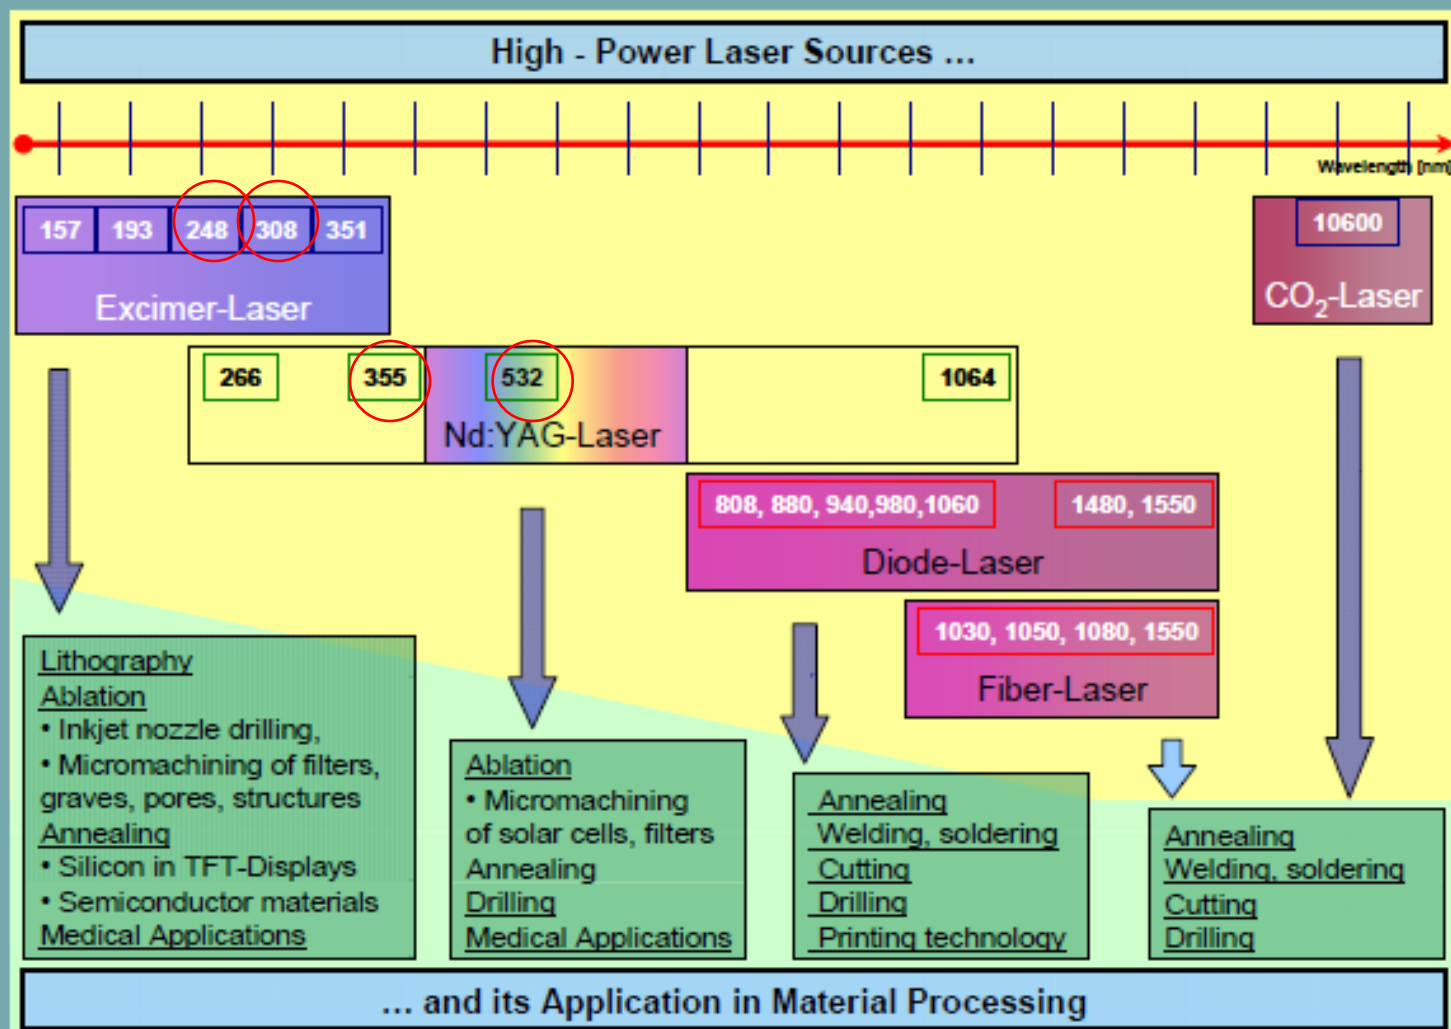 High - Power Laser Sources ...
Wavelength [nm]
157 193 248 308 351
Excimer-Laser
10600
CO₂-Laser
266 355 532 1064
Nd:YAG-Laser
808, 880, 940,980,1060 1480, 1550
Diode-Laser
1030, 1050, 1080, 1550
Fiber-Laser
Lithography
Ablation
• Inkjet nozzle drilling,
• Micromachining of filters,
graves, pores, structures
Annealing
• Silicon in TFT-Displays
• Semiconductor materials
Medical Applications
Ablation
• Micromachining
of solar cells, filters
Annealing
Drilling
Medical Applications
Annealing
Welding, soldering
Cutting
Drilling
Printing technology
Annealing
Welding, soldering
Cutting
Drilling
... and its Application in Material Processing